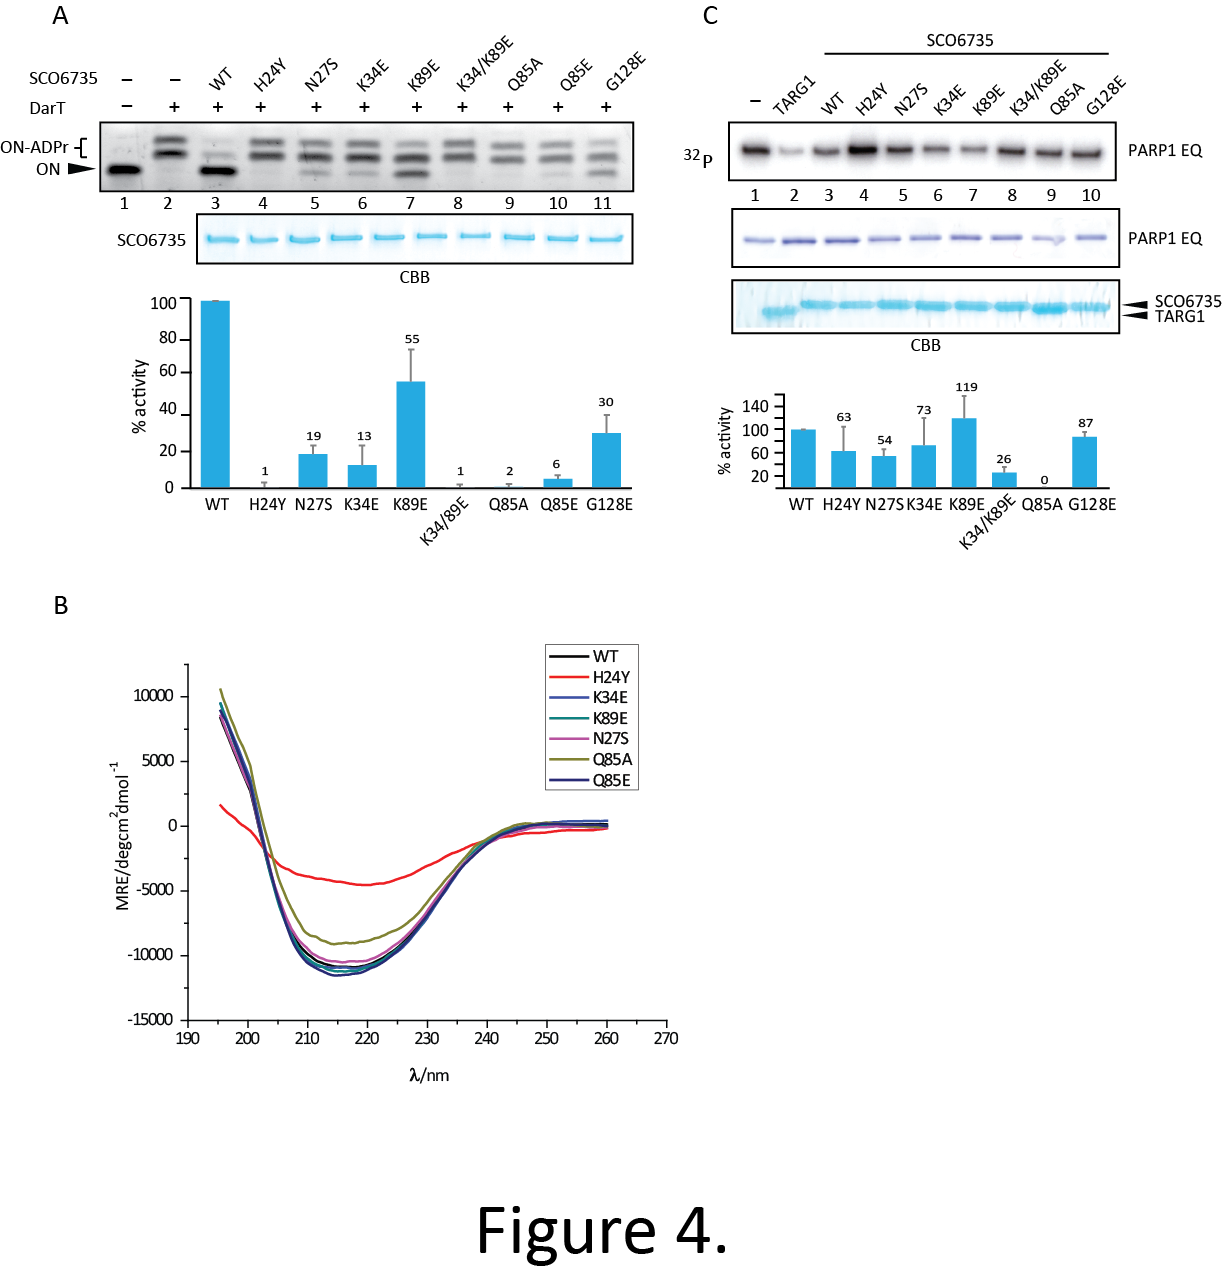 A
SCO6735 – – WT H24Y N27S K34E K89E K34/K89E Q85A Q85E G128E
DarT – + + + + + + + + + +
ON-ADPr
ON
1 2 3 4 5 6 7 8 9 10 11
SCO6735
CBB
% activity
100
80
60
40
20
0
1
19
13
55
1
2
6
30
WT H24Y N27S K34E K89E K34/89E Q85A Q85E G128E
C
SCO6735
– TARG1 WT H24Y N27S K34E K89E K34/K89E Q85A G128E
32P
PARP1 EQ
1 2 3 4 5 6 7 8 9 10
PARP1 EQ
SCO6735
TARG1
CBB
% activity
140
100
60
20
63
54
73
119
26
0
87
WT H24Y N27S K34E K89E K34/K89E Q85A G128E
B
WT
H24Y
K34E
K89E
N27S
Q85A
Q85E
MRE/degcm2dmol-1
10000
5000
0
-5000
-10000
-15000
190 200 210 220 230 240 250 260 270
λ/nm
Figure 4.